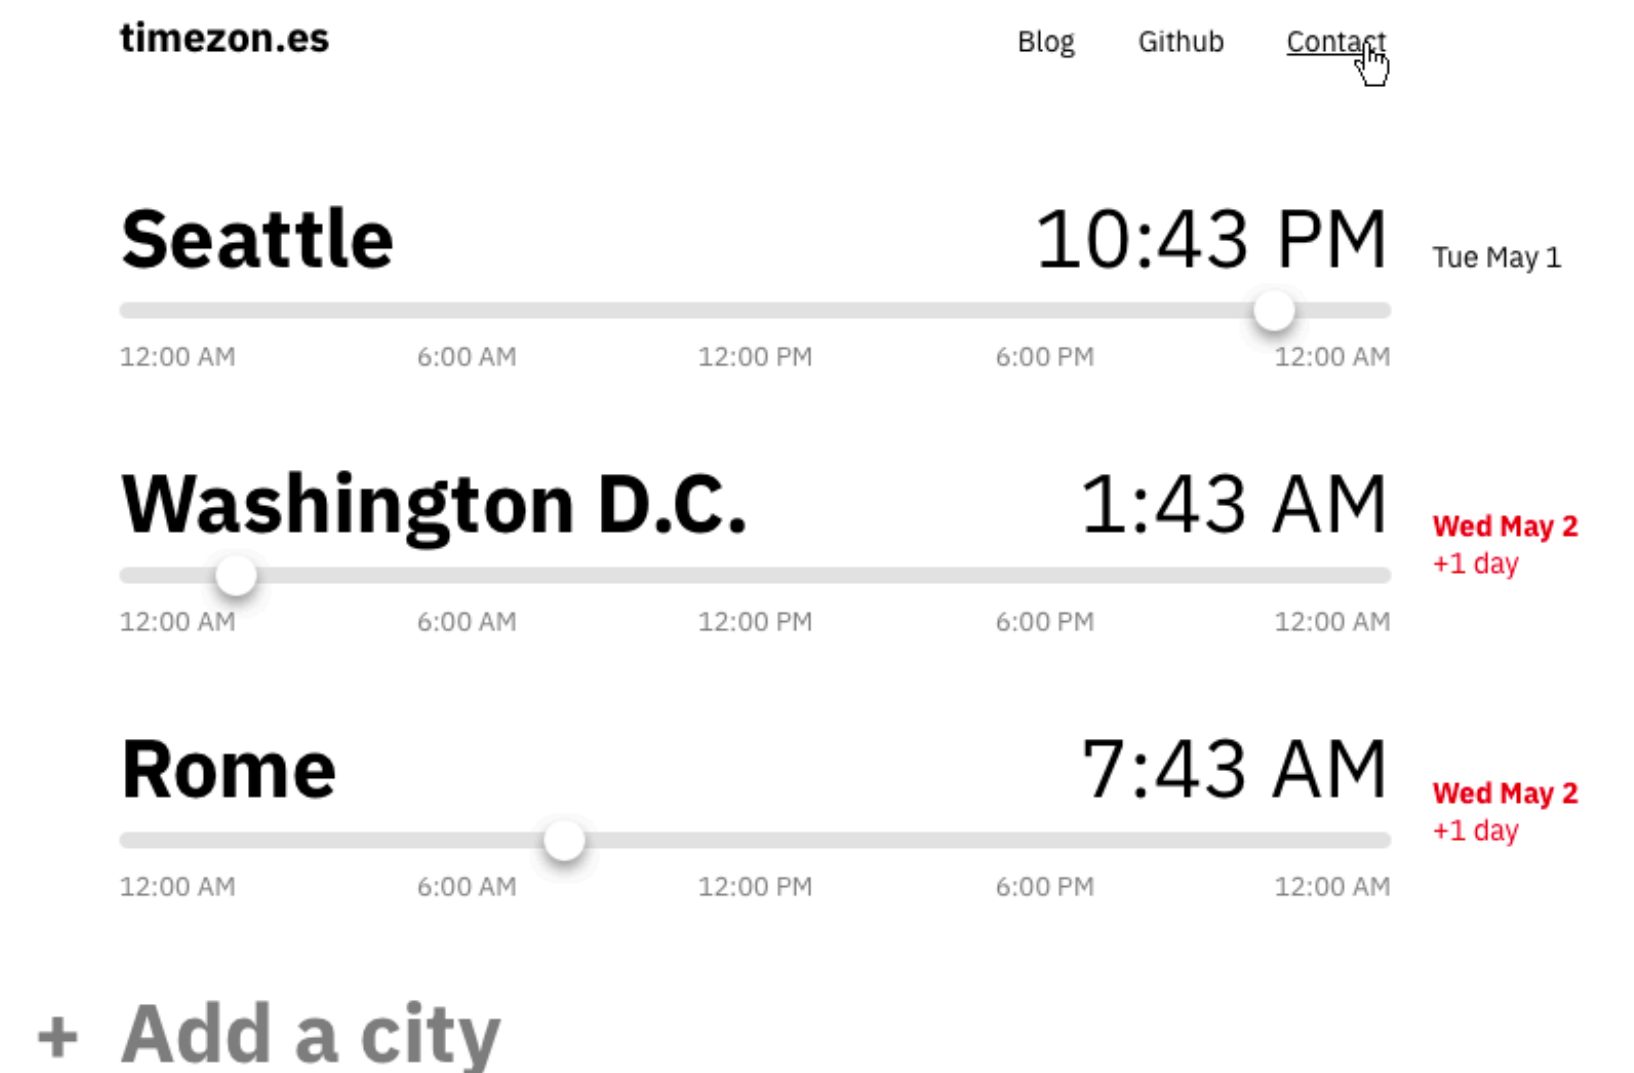 timezon.es Blog Github Contact
Seattle 10:43 PM Tue May 1
12:00 AM 6:00 AM 12:00 PM 6:00 PM 12:00 AM
Washington D.C. 1:43 AM Wed May 2
+1 day
12:00 AM 6:00 AM 12:00 PM 6:00 PM 12:00 AM
Rome 7:43 AM Wed May 2
+1 day
12:00 AM 6:00 AM 12:00 PM 6:00 PM 12:00 AM
+ Add a city